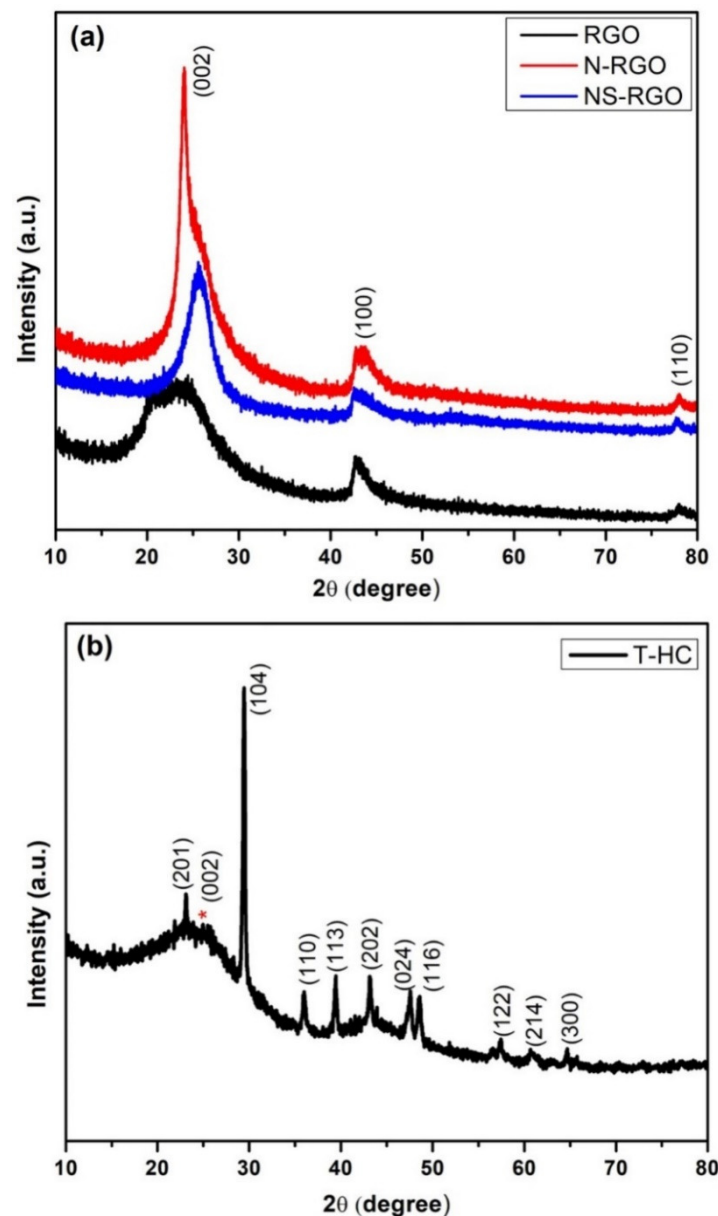 (a)
RGO
N-RGO
NS-RGO
(002)
(100)
(110)
Intensity (a.u.)
10 20 30 40 50 60 70 80
2θ (degree)
(b)
T-HC
(104)
(201)
(002)
*
(110)
(113)
(202)
(024)
(116)
(122)
(214)
(300)
Intensity (a.u.)
10 20 30 40 50 60 70 80
2θ (degree)